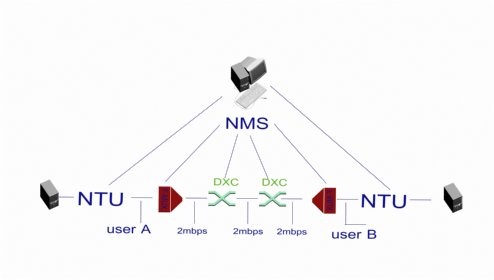 NMS
DXC DXC
NTU NTU
user A 2mbps 2mbps 2mbps user B